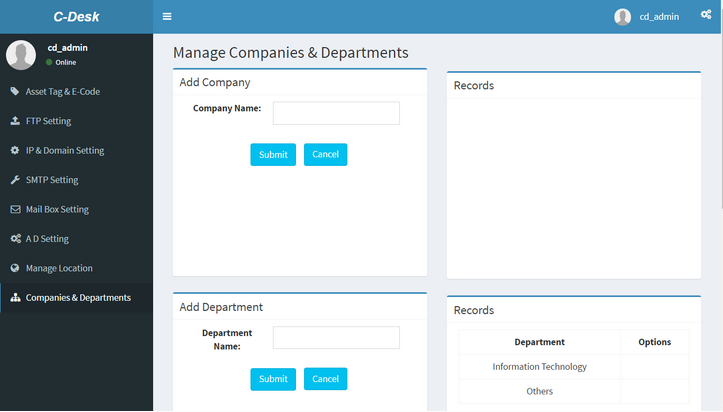 C-Desk
cd_admin
cd_admin
Online
Asset Tag & E-Code
FTP Setting
IP & Domain Setting
SMTP Setting
Mail Box Setting
A D Setting
Manage Location
Companies & Departments
Manage Companies & Departments
Add Company
Company Name:
Submit Cancel
Records
Add Department
Department
Name:
Submit Cancel
Records
Department Options
Information Technology
Others